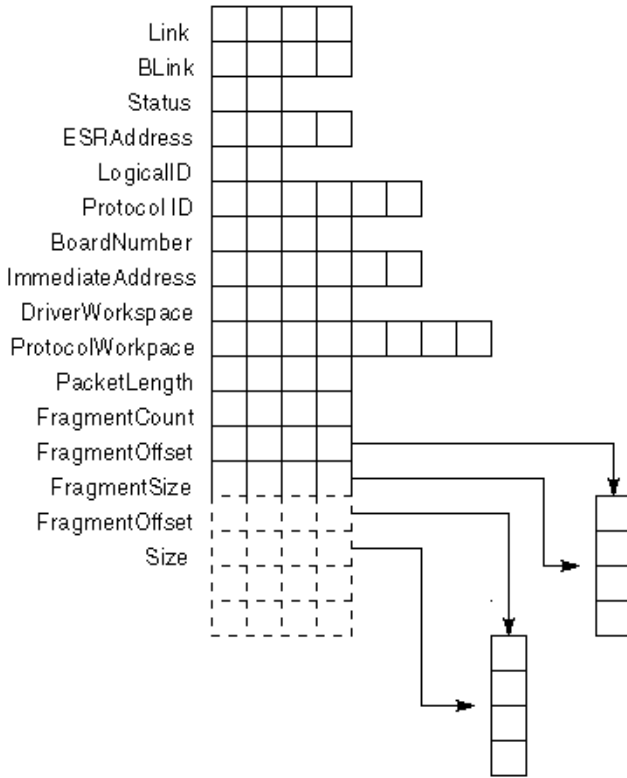 Link
BLink
Status
ESRAddress
LogicalID
Protocol ID
BoardNumber
ImmediateAddress
DriverWorkspace
ProtocolWorkpace
PacketLength
FragmentCount
FragmentOffset
FragmentSize
FragmentOffset
Size